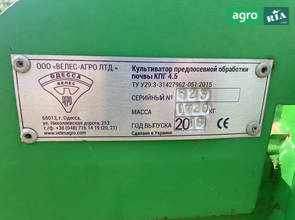 agro RIA
.com
ООО «ВЕЛЕС-АГРО ЛТД.»
ОДЕССА
ВЕЛЕС
АГРО
65013, г. Одесса,
ул. Николаевская дорога, 253
т./ф. +38 (048) 716 14 19 (20, 21)
www.velesagro.com
Культиватор предпосевной обработки
почвы КПГ 4.5
ТУ У29.3-31427962-051:2015
СЕРИЙНЫЙ №
МАССА КГ
ГОД ВЫПУСКА 20
Сделано в Украине